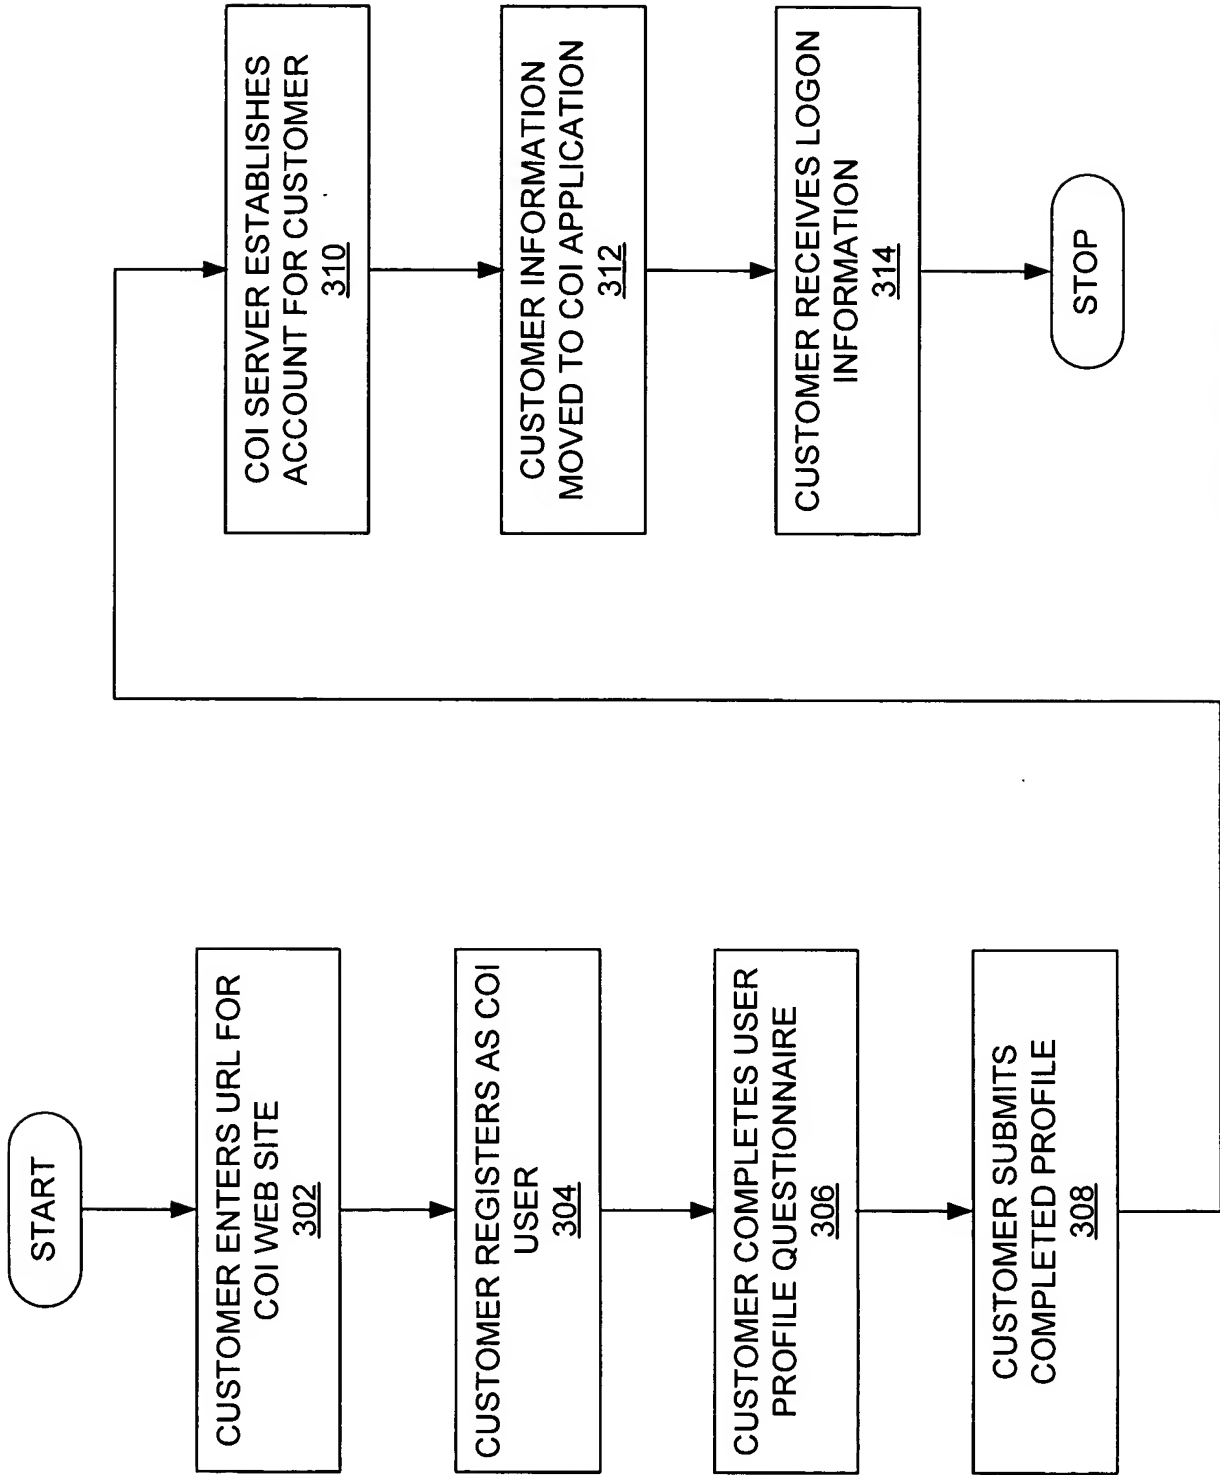 START
CUSTOMER ENTERS URL FOR
COI WEB SITE
302
CUSTOMER REGISTERS AS COI
USER
304
CUSTOMER COMPLETES USER
PROFILE QUESTIONNAIRE
306
CUSTOMER SUBMITS
COMPLETED PROFILE
308
COI SERVER ESTABLISHES
ACCOUNT FOR CUSTOMER
310
CUSTOMER INFORMATION
MOVED TO COI APPLICATION
312
CUSTOMER RECEIVES LOGON
INFORMATION
314
STOP